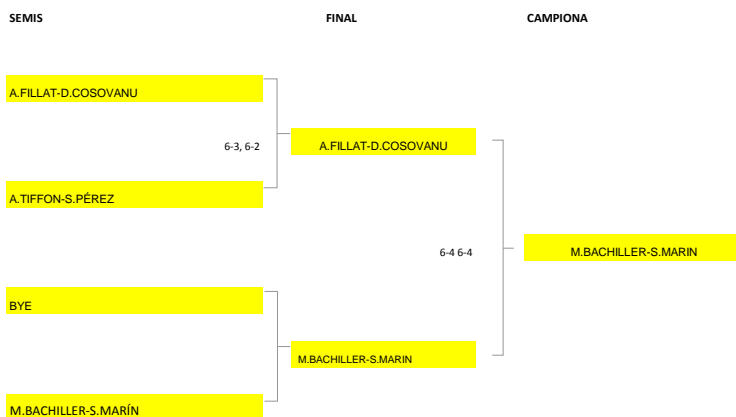 SEMIS FINAL CAMPIONA
A.FILLAT-D.COSOVANU
6-3, 6-2 A.FILLAT-D.COSOVANU
A.TIFFON-S.PÉREZ
6-4 6-4 M.BACHILLER-S.MARIN
BYE
M.BACHILLER-S.MARIN
M.BACHILLER-S.MARÍN